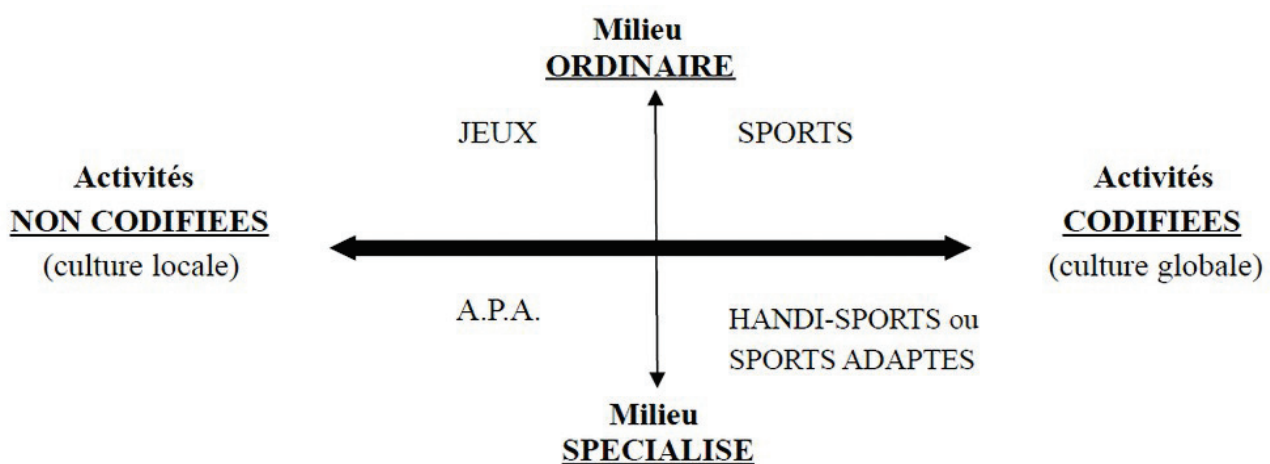 Milieu
ORDINAIRE
JEUX
SPORTS
Activités
NON CODIFIEES
(culture locale)
Activités
CODIFIEES
(culture globale)
A.P.A.
HANDI-SPORTS ou
SPORTS ADAPTES
Milieu
SPECIALISE